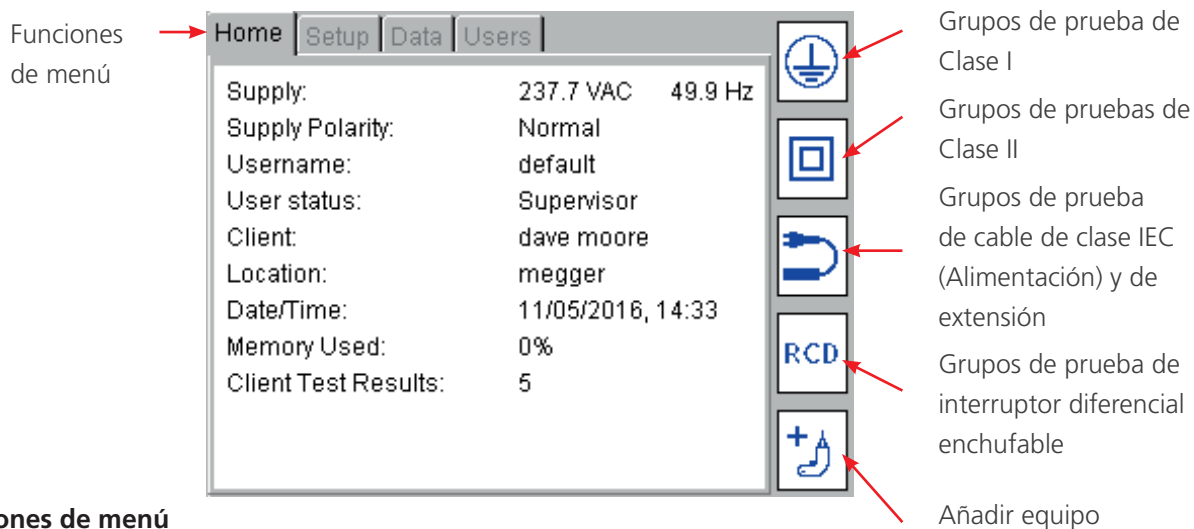 Funciones
de menú
Home Setup Data Users
Supply: 237.7 VAC 49.9 Hz
Supply Polarity: Normal
Username: default
User status: Supervisor
Client: dave moore
Location: megger
Date/Time: 11/05/2016, 14:33
Memory Used: 0%
Client Test Results: 5
RCD
Grupos de prueba de
Clase I
Grupos de pruebas de
Clase II
Grupos de prueba
de cable de clase IEC
(Alimentación) y de
extensión
Grupos de prueba de
interruptor diferencial
enchufable
Añadir equipo
ones de menú